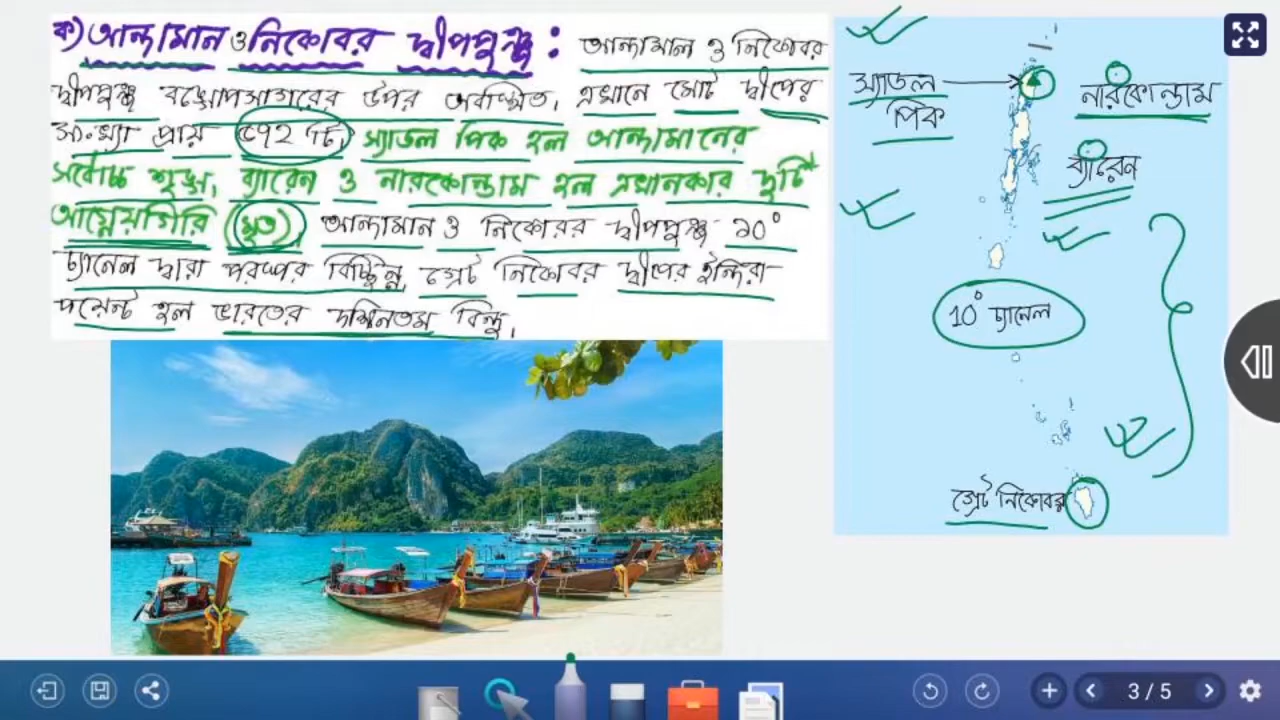 ক) আন্দামান ও নিকোবর দ্বীপপুঞ্জ : আন্দামান ও নিকোবর
দ্বীপপুঞ্জ বঙ্গোপসাগরের উপর অবস্থিত, এখানে মোট দ্বীপের
সংখ্যা প্রায় ৫৭২ টি, স্যাডল পিক হল আন্দামানের
সর্বোচ্চ শৃঙ্গ, ব্যারেন ও নারকোন্ডাম হল এখানকার দুটি
আগ্নেয়গিরি (মৃত), আন্দামান ও নিকোবর দ্বীপপুঞ্জ ১০°
চ্যানেল দ্বারা পরস্পর বিচ্ছিন্ন, গ্রেট নিকোবর দ্বীপের ইন্দিরা
পয়েন্ট হল ভারতের দক্ষিনতম বিন্দু,
স্যাডল
পিক
নারকোন্ডাম
ব্যারেন
10° চ্যানেল
গ্রেট নিকোবর
3 / 5